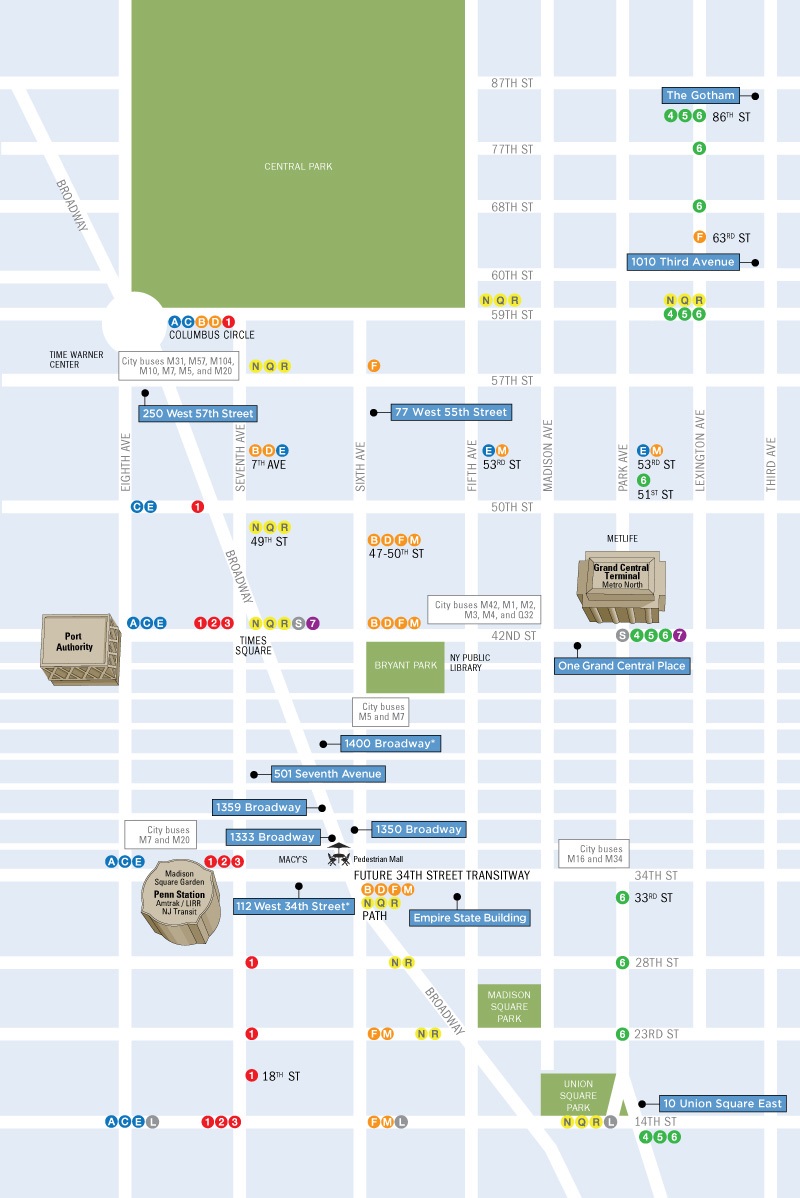 87TH ST
The Gotham
4 5 6 86TH ST
77TH ST
6
CENTRAL PARK
BROADWAY
68TH ST
6
F 63RD ST
1010 Third Avenue
60TH ST
N Q R
N Q R
59TH ST
4 5 6
A C B D 1
COLUMBUS CIRCLE
TIME WARNER
CENTER
City buses M31, M57, M104,
M10, M7, M5, and M20
N Q R
F
57TH ST
250 West 57th Street
77 West 55th Street
EIGHTH AVE
SEVENTH AVE
SIXTH AVE
FIFTH AVE
MADISON AVE
PARK AVE
LEXINGTON AVE
THIRD AVE
B D E
7TH AVE
E M
53RD ST
E M
53RD ST
6
51ST ST
C E
1
50TH ST
N Q R
49TH ST
B D F M
47-50TH ST
METLIFE
Grand Central
Terminal
Metro North
BROADWAY
City buses M42, M1, M2,
M3, M4, and Q32
Port
Authority
A C E
1 2 3
N Q R S 7
TIMES
SQUARE
B D F M
42ND ST
S 4 5 6 7
BRYANT PARK
NY PUBLIC
LIBRARY
One Grand Central Place
City buses
M5 and M7
1400 Broadway*
501 Seventh Avenue
1359 Broadway
City buses
M7 and M20
1333 Broadway
1350 Broadway
City buses
M16 and M34
A C E
1 2 3
MACY'S
Pedestrian Mall
34TH ST
FUTURE 34TH STREET TRANSITWAY
Madison
Square Garden
Penn Station
Amtrak / LIRR
NJ Transit
112 West 34th Street*
B D F M
N Q R
PATH
Empire State Building
6 33RD ST
1
N R
6 28TH ST
BROADWAY
MADISON
SQUARE
PARK
1
F M
N R
6 23RD ST
1 18TH ST
UNION
SQUARE
PARK
10 Union Square East
A C E L
1 2 3
F M L
N Q R L
14TH ST
4 5 6